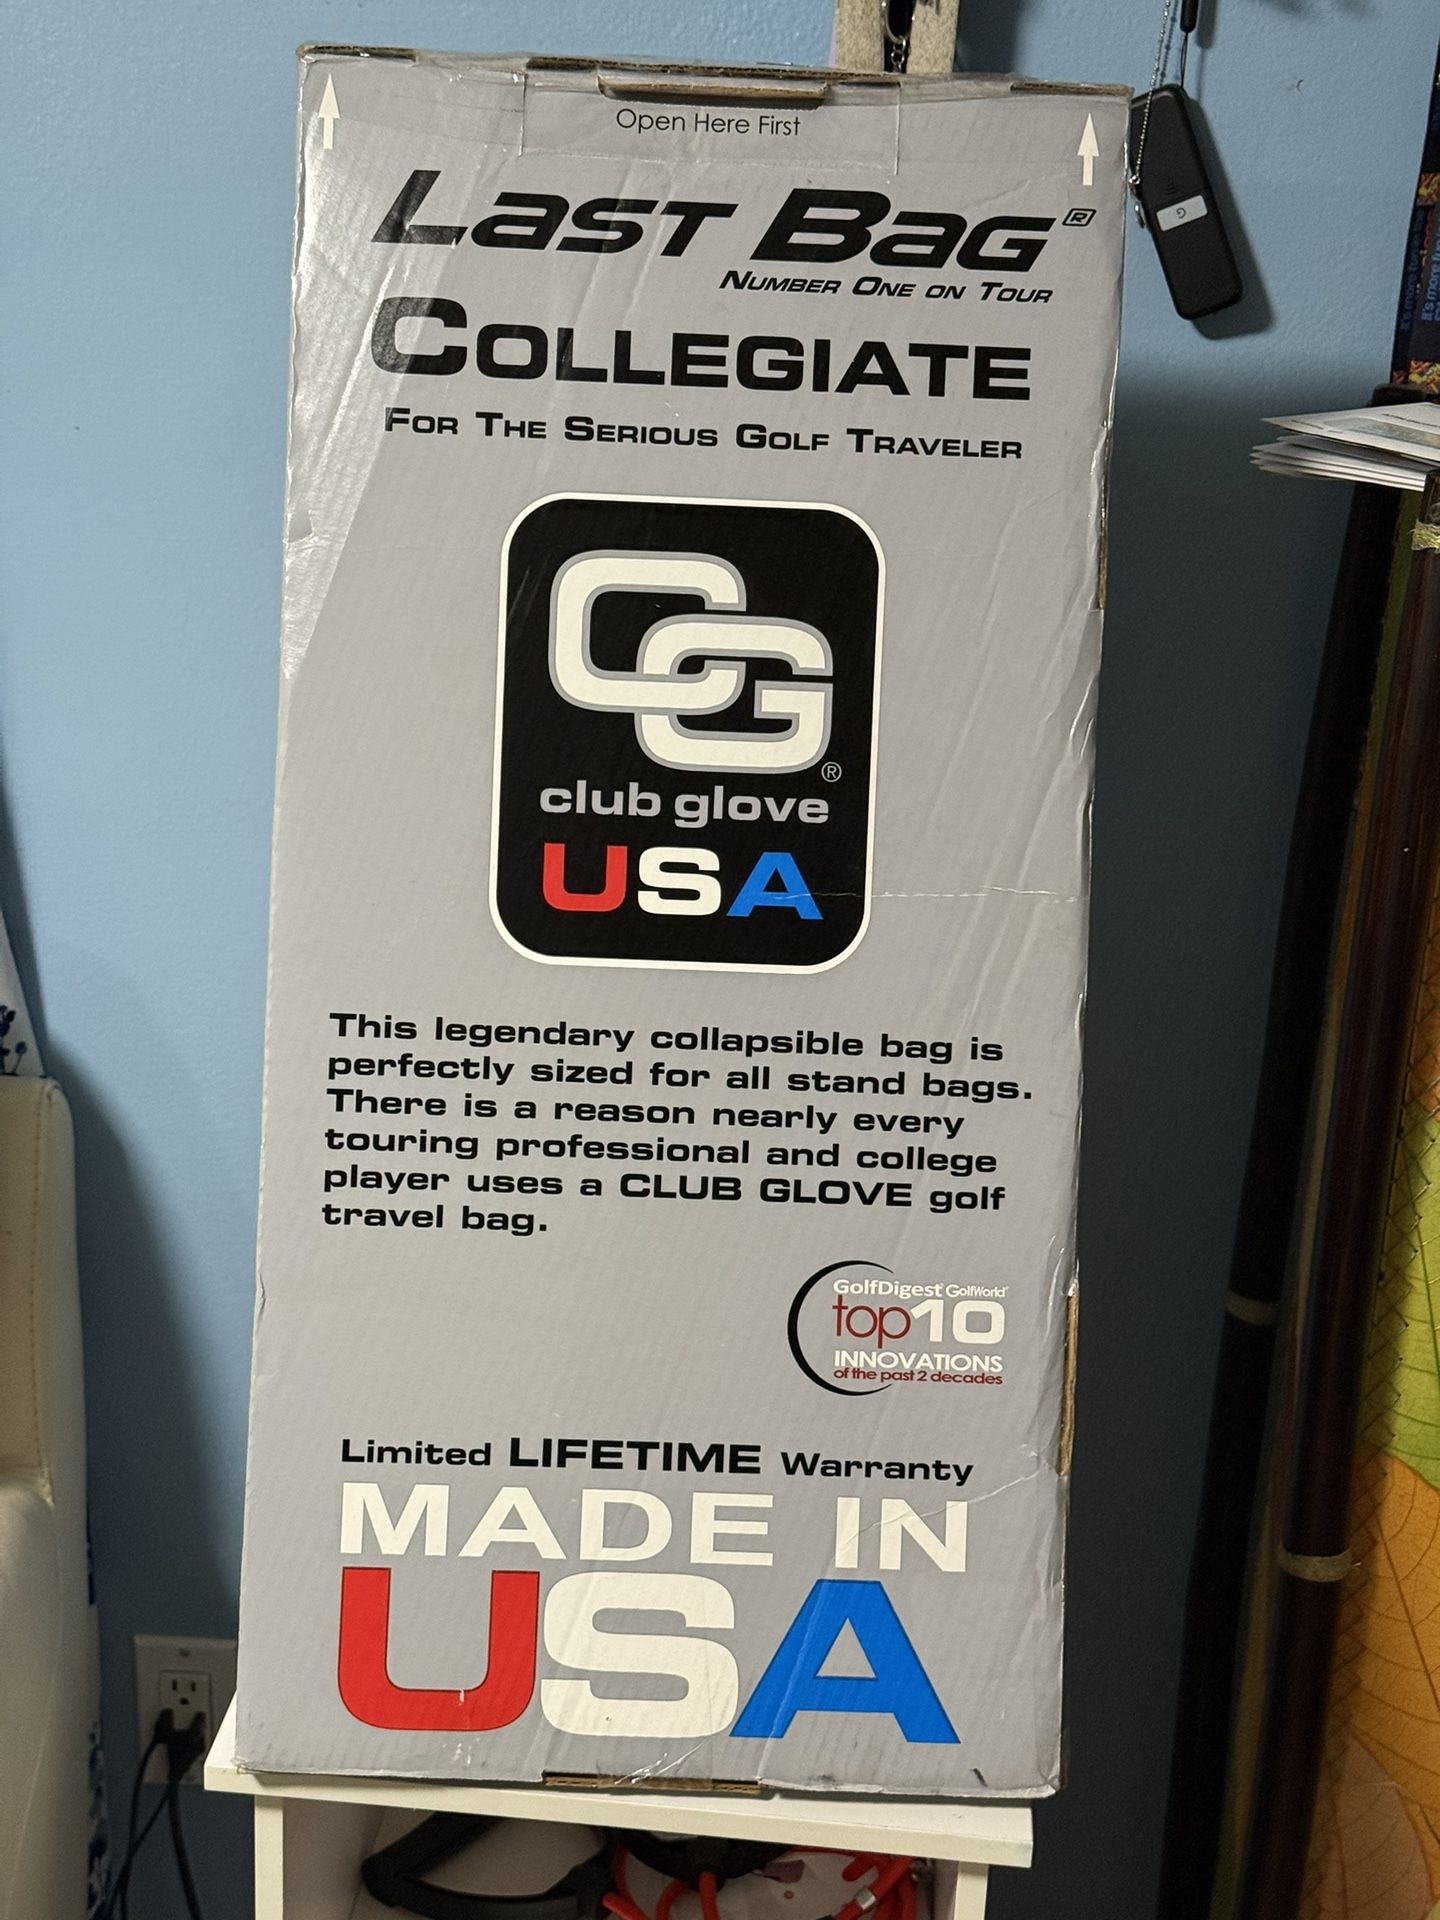 Open Here First
Last Bag®
Number One on Tour
Collegiate
For The Serious Golf Traveler
CG®
club glove
USA
This legendary collapsible bag is
perfectly sized for all stand bags.
There is a reason nearly every
touring professional and college
player uses a CLUB GLOVE golf
travel bag.
GolfDigest GolfWorld
top10
INNOVATIONS
of the past 2 decades
Limited LIFETIME Warranty
MADE IN
USA
G